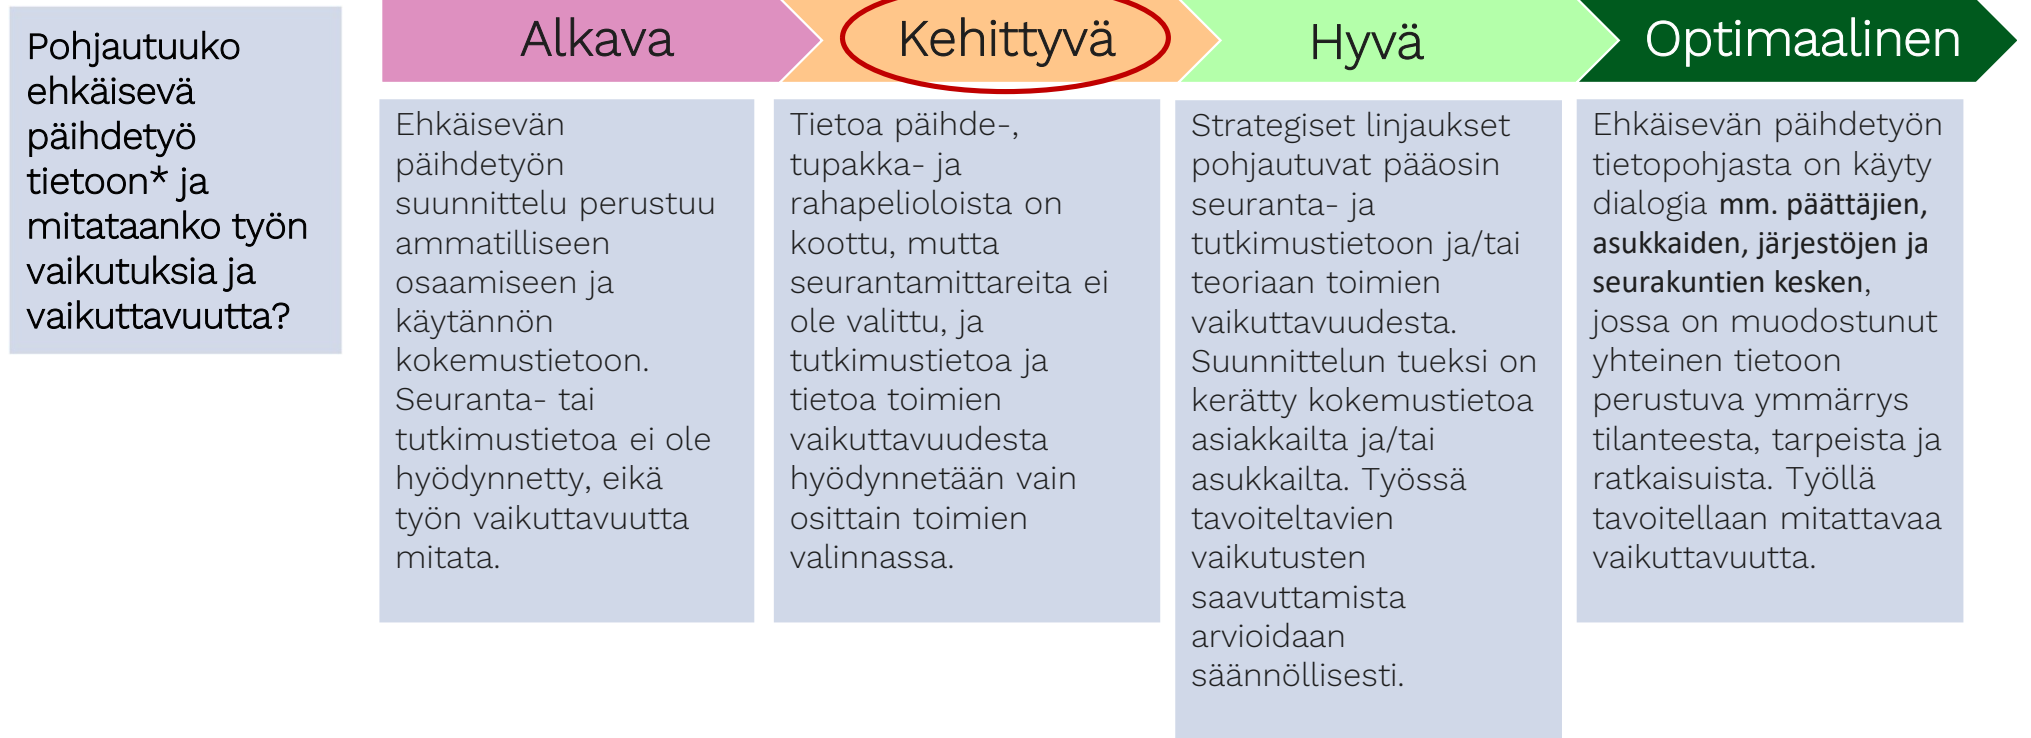 Pohjautuuko
ehkäisevä
päihdetyö
tietoon* ja
mitataanko työn
vaikutuksia ja
vaikuttavuutta?
Alkava
Kehittyvä
Hyvä
Optimaalinen
Ehkäisevän
päihdetyön
suunnittelu perustuu
ammatilliseen
osaamiseen ja
käytännön
kokemustietoon.
Seuranta- tai
tutkimustietoa ei ole
hyödynnetty, eikä
työn vaikuttavuutta
mitata.
Tietoa päihde-,
tupakka- ja
rahapelioloista on
koottu, mutta
seurantamittareita ei
ole valittu, ja
tutkimustietoa ja
tietoa toimien
vaikuttavuudesta
hyödynnetään vain
osittain toimien
valinnassa.
Strategiset linjaukset
pohjautuvat pääosin
seuranta- ja
tutkimustietoon ja/tai
teoriaan toimien
vaikuttavuudesta.
Suunnittelun tueksi on
kerätty kokemustietoa
asiakkailta ja/tai
asukkailta. Työssä
tavoiteltavien
vaikutusten
saavuttamista
arvioidaan
säännöllisesti.
Ehkäisevän päihdetyön
tietopohjasta on käyty
dialogia mm. päättäjien,
asukkaiden, järjestöjen ja
seurakuntien kesken,
jossa on muodostunut
yhteinen tietoon
perustuva ymmärrys
tilanteesta, tarpeista ja
ratkaisuista. Työllä
tavoitellaan mitattavaa
vaikuttavuutta.